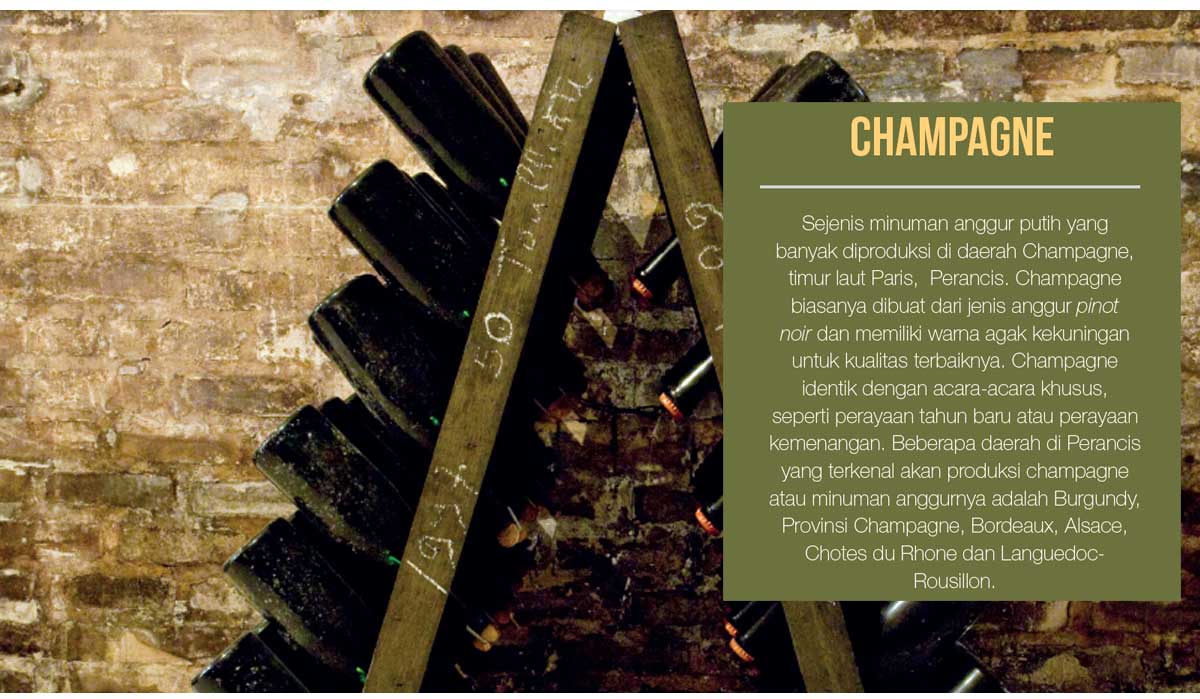 CHAMPAGNE
Sejenis minuman anggur putih yang
banyak diproduksi di daerah Champagne,
timur laut Paris, Perancis. Champagne
biasanya dibuat dari jenis anggur pinot
noir dan memiliki warna agak kekuningan
untuk kualitas terbaiknya. Champagne
identik dengan acara-acara khusus,
seperti perayaan tahun baru atau perayaan
kemenangan. Beberapa daerah di Perancis
yang terkenal akan produksi champagne
atau minuman anggurnya adalah Burgundy,
Provinsi Champagne, Bordeaux, Alsace,
Chotes du Rhone dan Languedoc-
Rousillon.
50